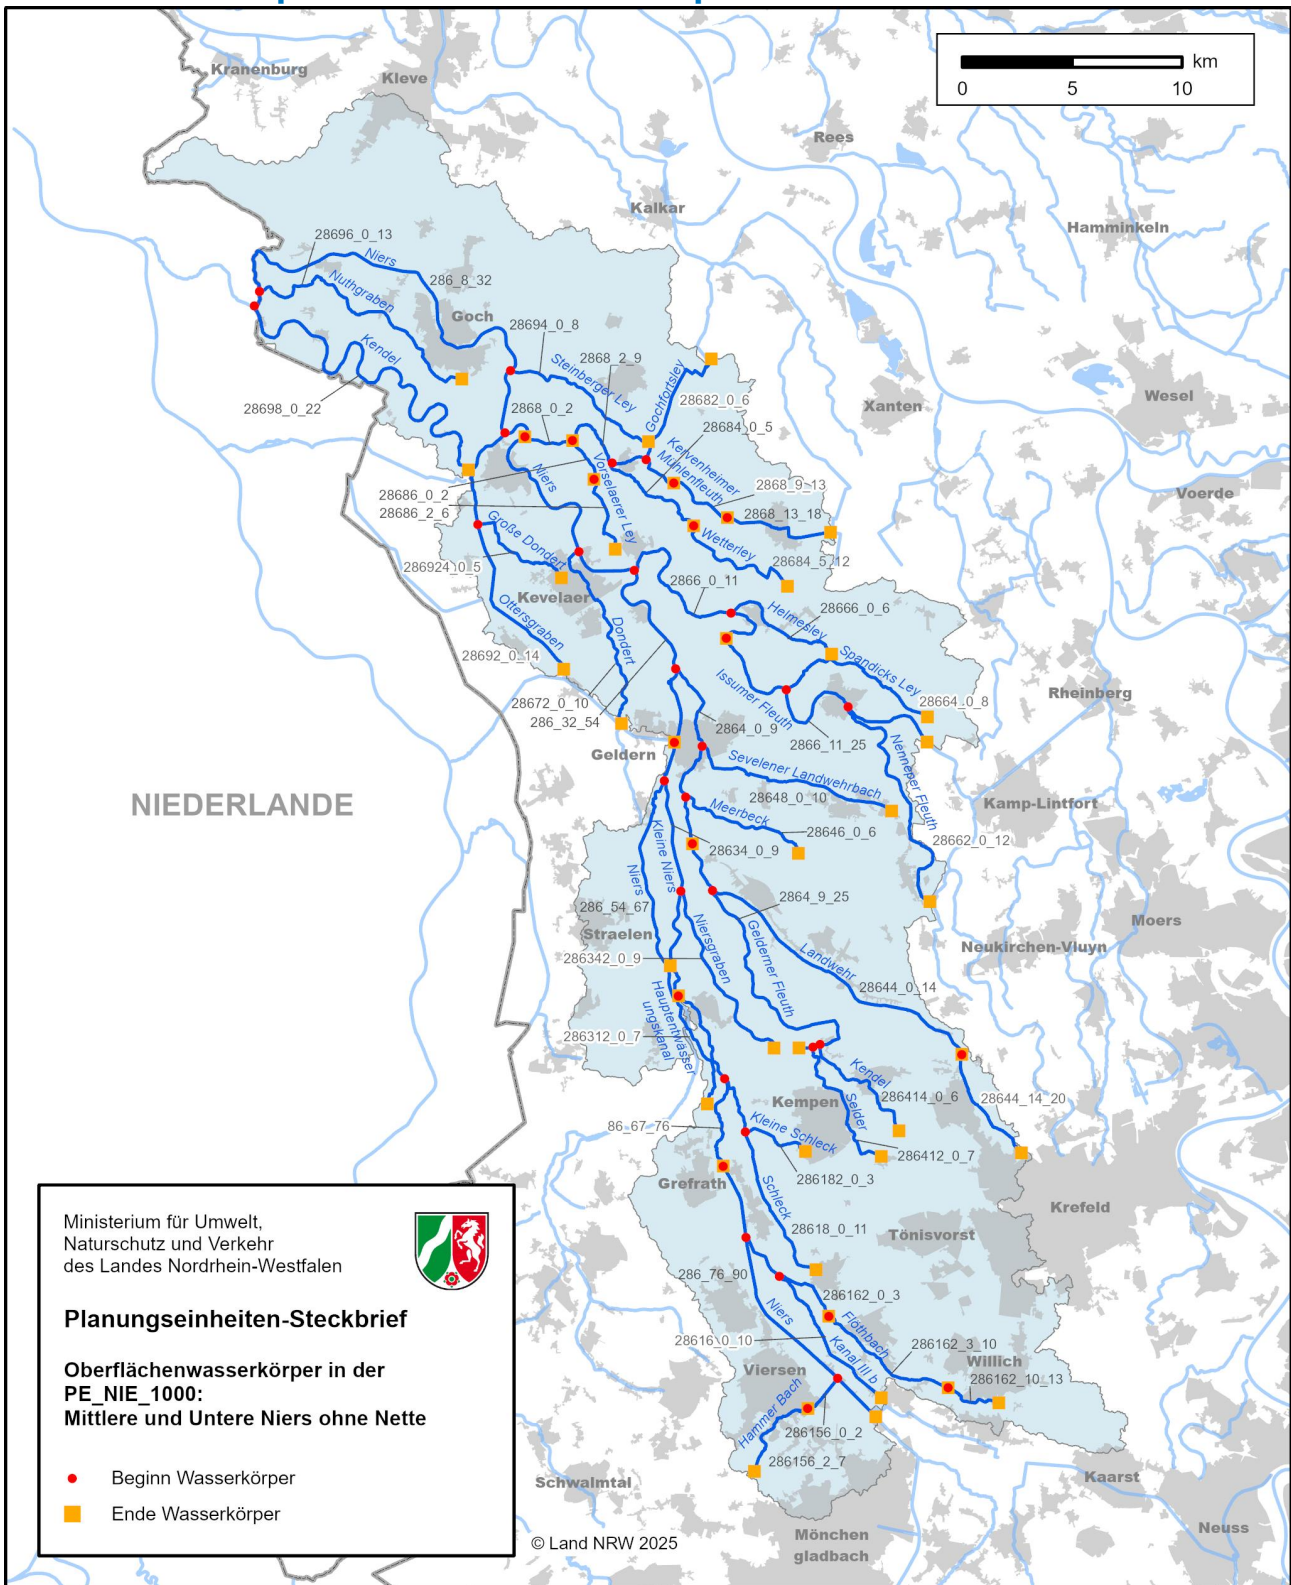 km
0 5 10
Kranenburg
Kleve
Rees
Kalkar
Hamminkeln
28696_0_13
Niers
286_8_32
Nuthgraben
Goch
28694_0_8
Kendel
Steinberger Ley
2868_2_9
Gochfortsley
28682_0_6
Wesel
Xanten
28698_0_22
2868_0_2
28684_0_5
Kervenheimer
Mühlenfleuth
Vorselaerer Ley
Niers
2868_9_13
Voerde
28686_0_2
28686_2_6
2868_13_18
Große Dondert
Wetterley
286924_0_5
28684_5_12
Kevelaer
2866_0_11
Helmesley
28666_0_6
Ottersgraben
Dondert
28692_0_14
Spandicks Ley
Rheinberg
Issumer Fleuth
28664_0_8
28672_0_10
286_32_54
2864_0_9
2866_11_25
Geldern
Nenneper Fleuth
Sevelener Landwehrbach
NIEDERLANDE
28648_0_10
Kamp-Lintfort
Meerbeck
28646_0_6
28662_0_12
Kleine Niers
28634_0_9
Niers
2864_9_25
286_54_67
Moers
Straelen
Niersgraben
Gelderner Fleuth
Neukirchen-Vluyn
Landwehr
286342_0_9
28644_0_14
Hauptentwässer
ungskanal
286312_0_7
Kendel
Kempen
286414_0_6
28644_14_20
Selder
86_67_76
Kleine Schleck
286412_0_7
286182_0_3
Grefrath
Schleck
Krefeld
28618_0_11
Tönisvorst
286_76_90
286162_0_3
Niers
Flöthbach
28616_0_10
286162_3_10
Kanal III b
Willich
Viersen
286162_10_13
Hammer Bach
286156_0_2
286156_2_7
Schwalmtal
Kaarst
Neuss
Mönchen
gladbach
Ministerium für Umwelt,
Naturschutz und Verkehr
des Landes Nordrhein-Westfalen
Planungseinheiten-Steckbrief
Oberflächenwasserkörper in der
PE_NIE_1000:
Mittlere und Untere Niers ohne Nette
Beginn Wasserkörper
Ende Wasserkörper
© Land NRW 2025